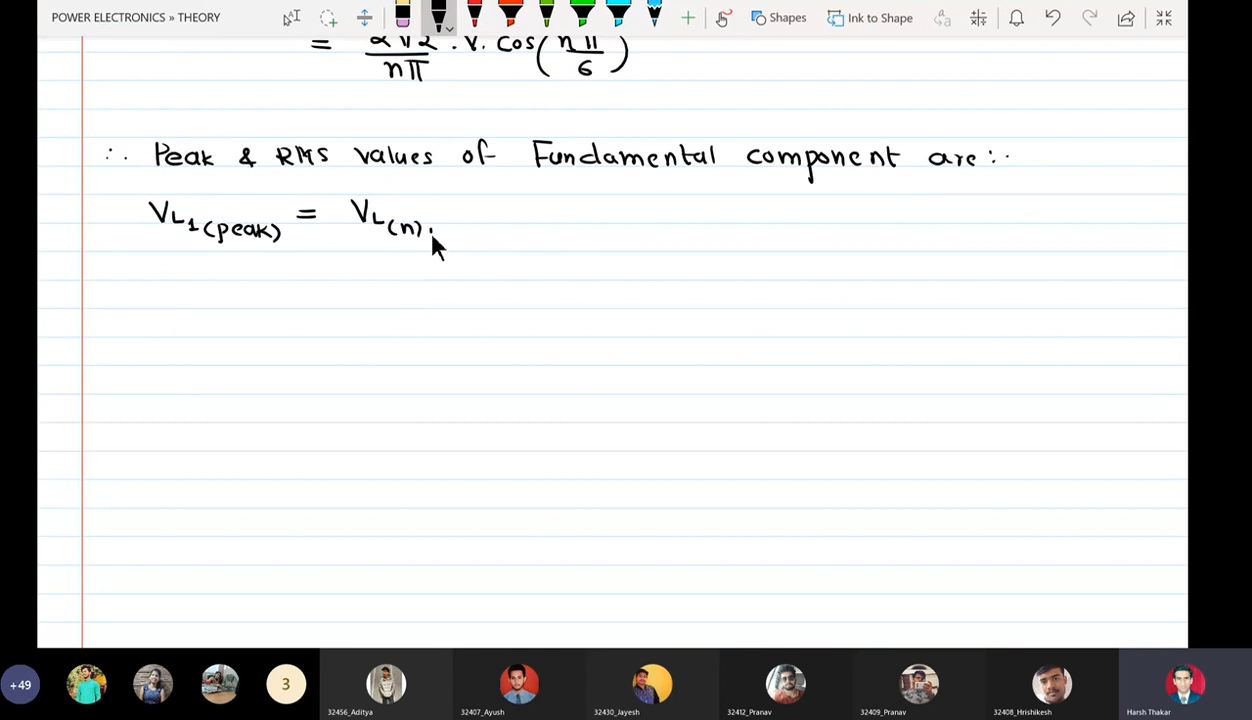 POWER ELECTRONICS » THEORY
Shapes
Ink to Shape
= 2√2/nπ . V. cos(nπ/6)
∴ Peak & RMS values of Fundamental component are:-
VL1(peak) = VL(n).
+49
3
32456_Aditya
32407_Ayush
32430_Jayesh
32412_Pranav
32409_Pranav
32408_Hrishikesh
Harsh Thakar